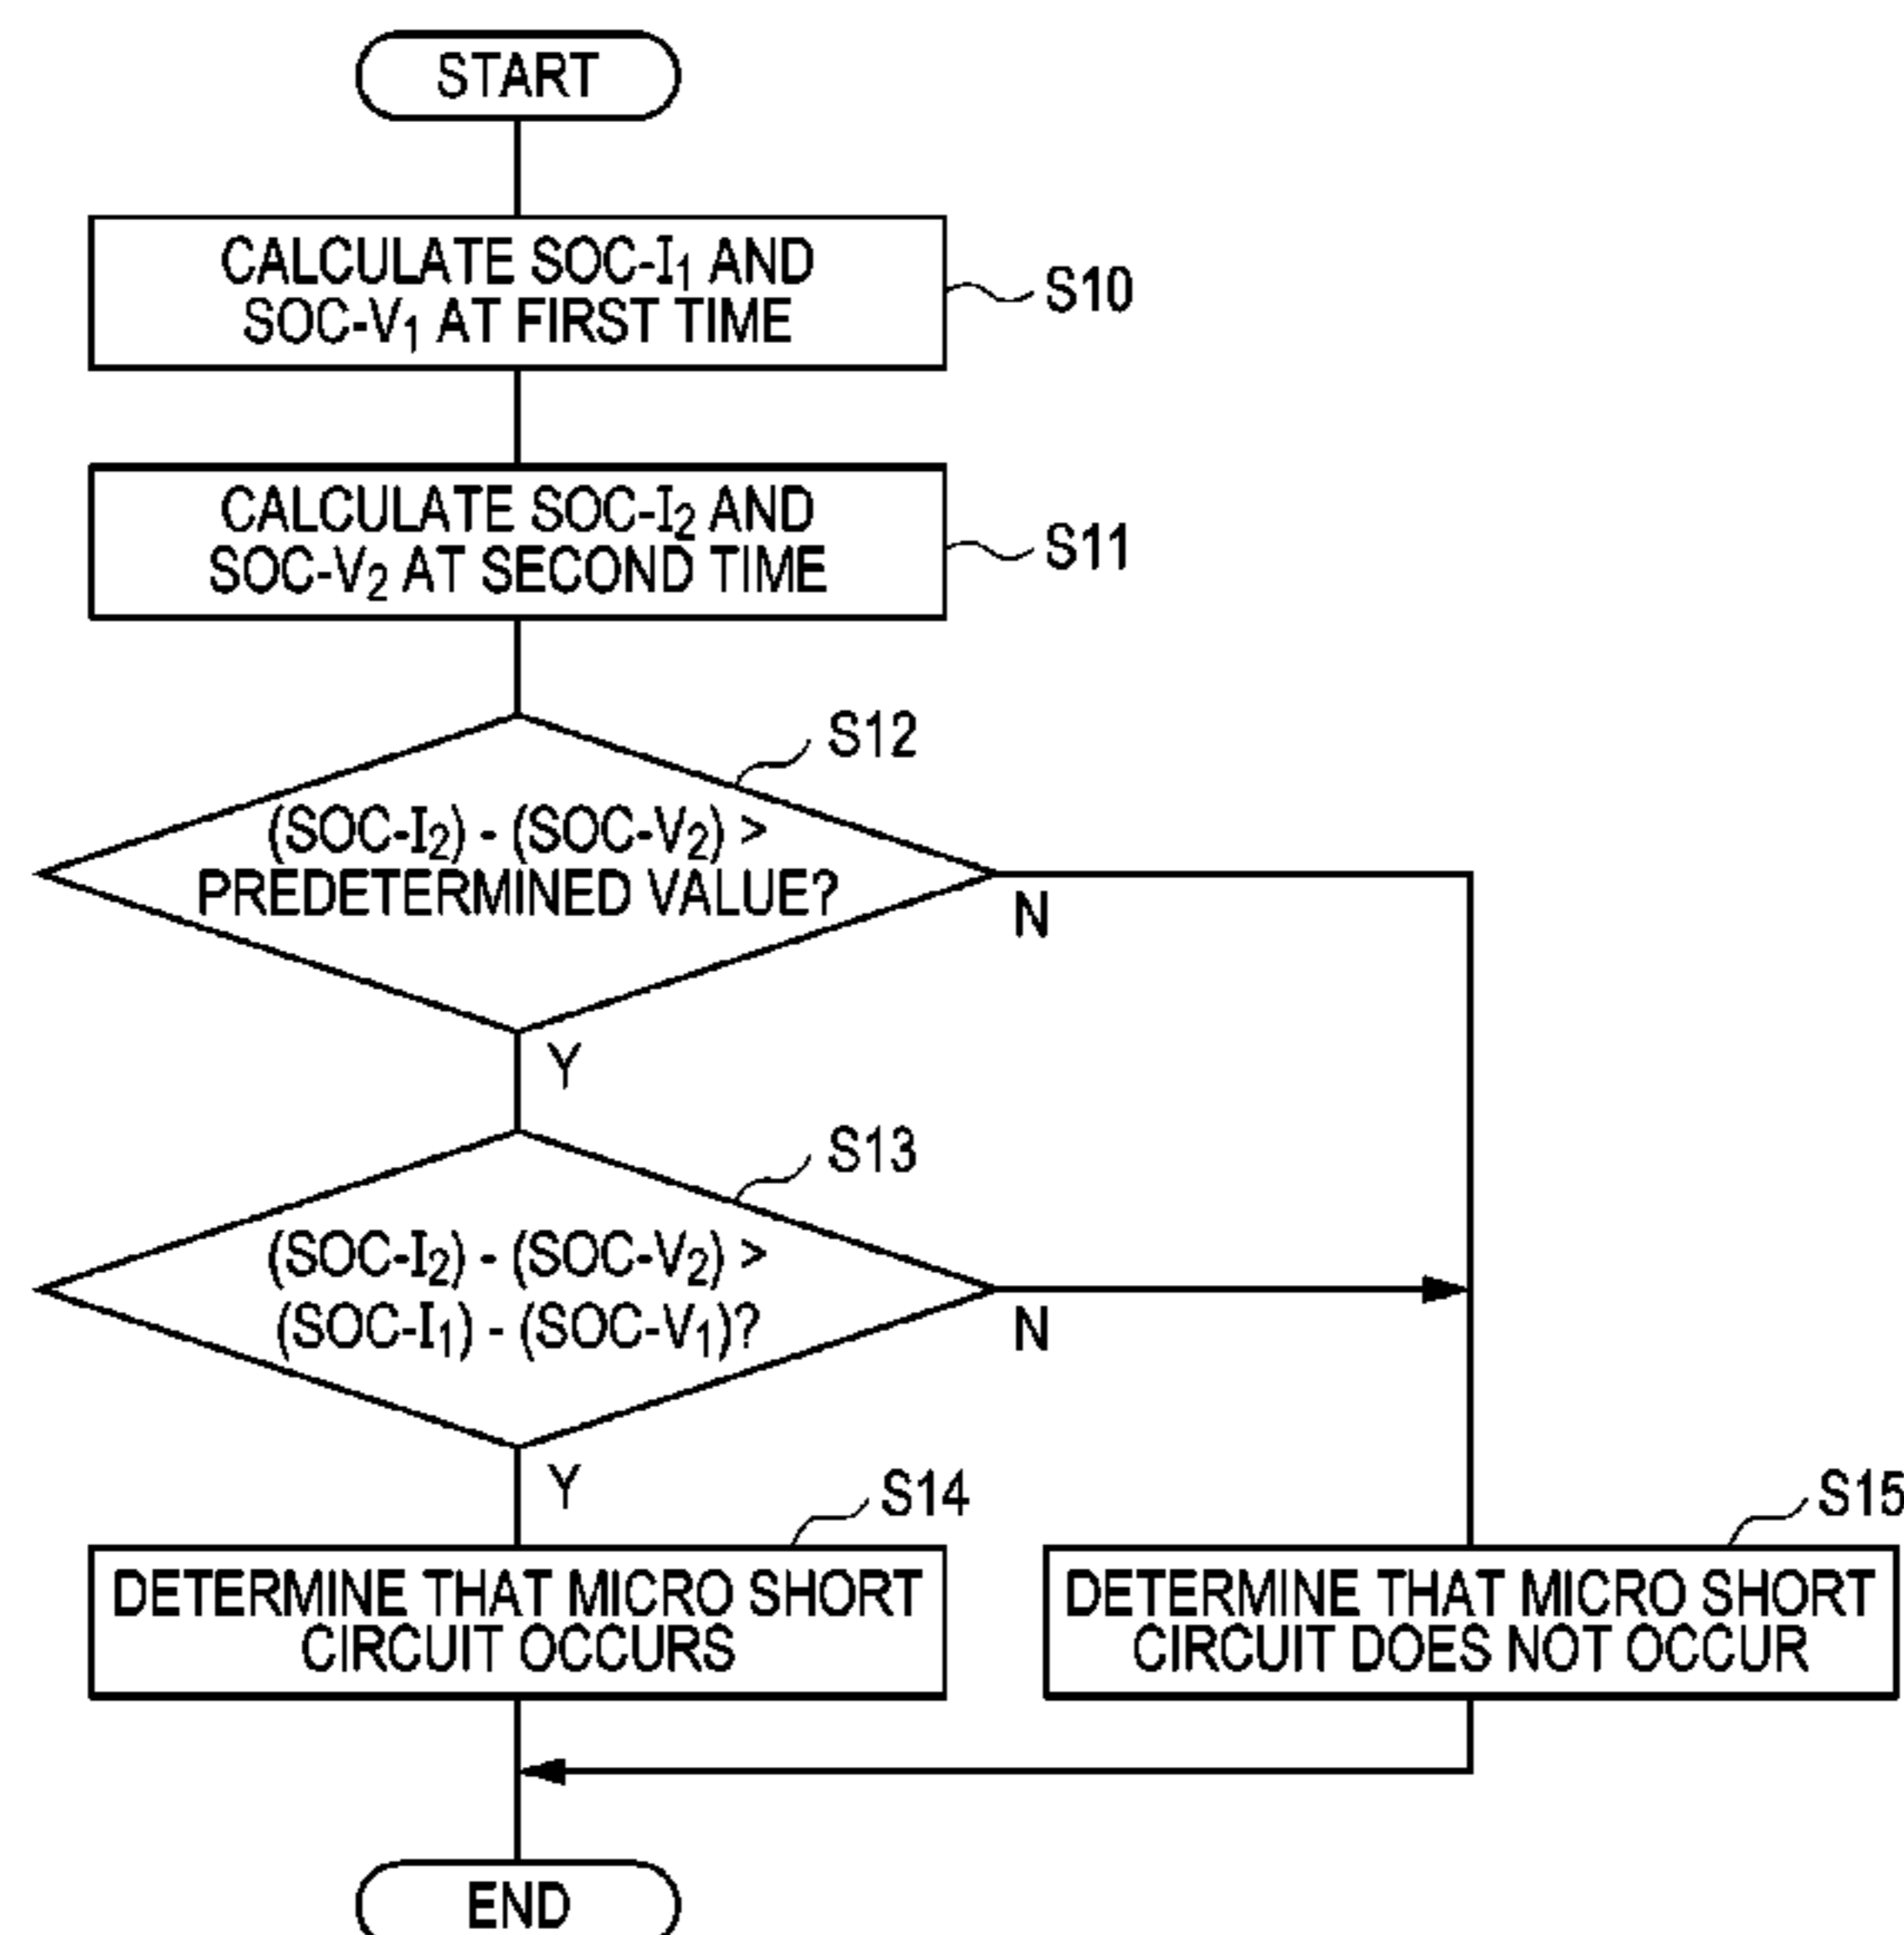 START
CALCULATE SOC-I₁ AND
SOC-V₁ AT FIRST TIME
S10
CALCULATE SOC-I₂ AND
SOC-V₂ AT SECOND TIME
S11
S12
(SOC-I₂) - (SOC-V₂) >
PREDETERMINED VALUE?
N
Y
S13
(SOC-I₂) - (SOC-V₂) >
(SOC-I₁) - (SOC-V₁)?
N
Y
S14
DETERMINE THAT MICRO SHORT
CIRCUIT OCCURS
S15
DETERMINE THAT MICRO SHORT
CIRCUIT DOES NOT OCCUR
END